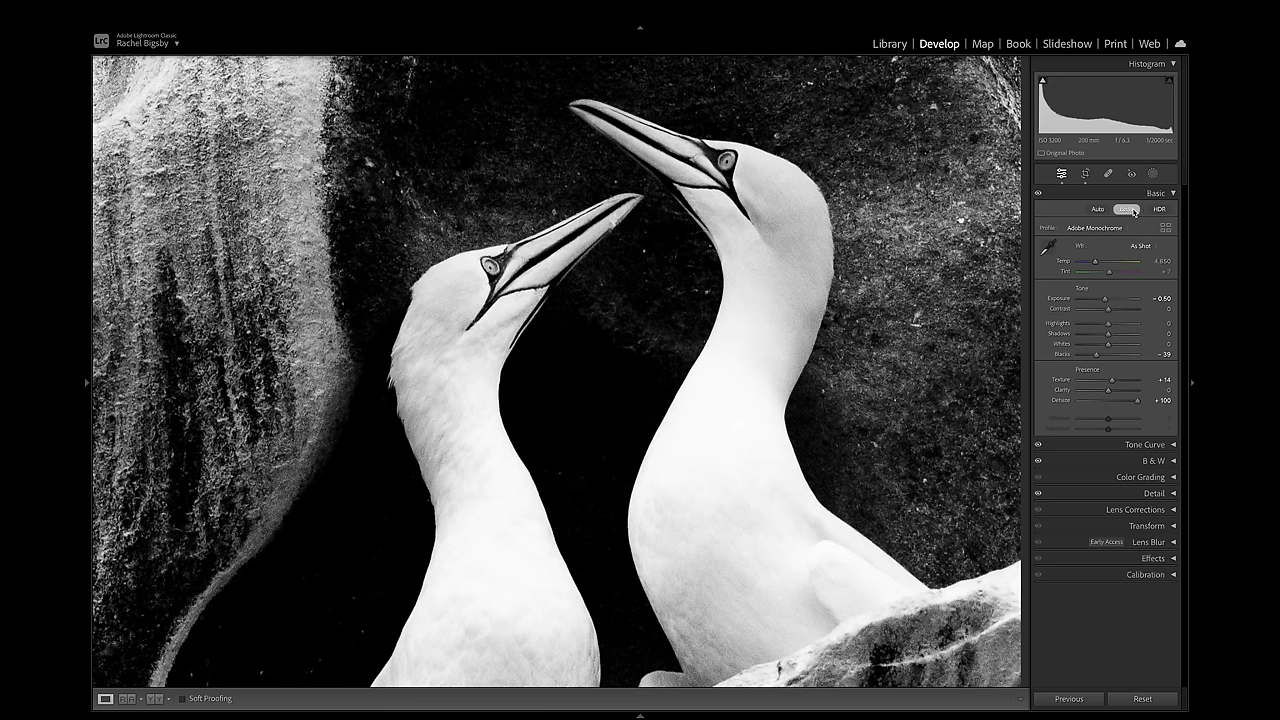 LrC
Adobe Lightroom Classic
Rachel Bigsby
Library | Develop | Map | Book | Slideshow | Print | Web |
Histogram
ISO 3200 200 mm f / 6.3 1/2000 sec
Original Photo
Basic
Auto HDR
Profile: Adobe Monochrome
WB: As Shot
Temp 4,850
Tint + 7
Tone
Exposure − 0.50
Contrast 0
Highlights 0
Shadows 0
Whites 0
Blacks − 39
Presence
Texture + 14
Clarity 0
Dehaze + 100
Tone Curve
B & W
Color Grading
Detail
Lens Corrections
Transform
Early Access Lens Blur
Effects
Calibration
Soft Proofing
Previous Reset